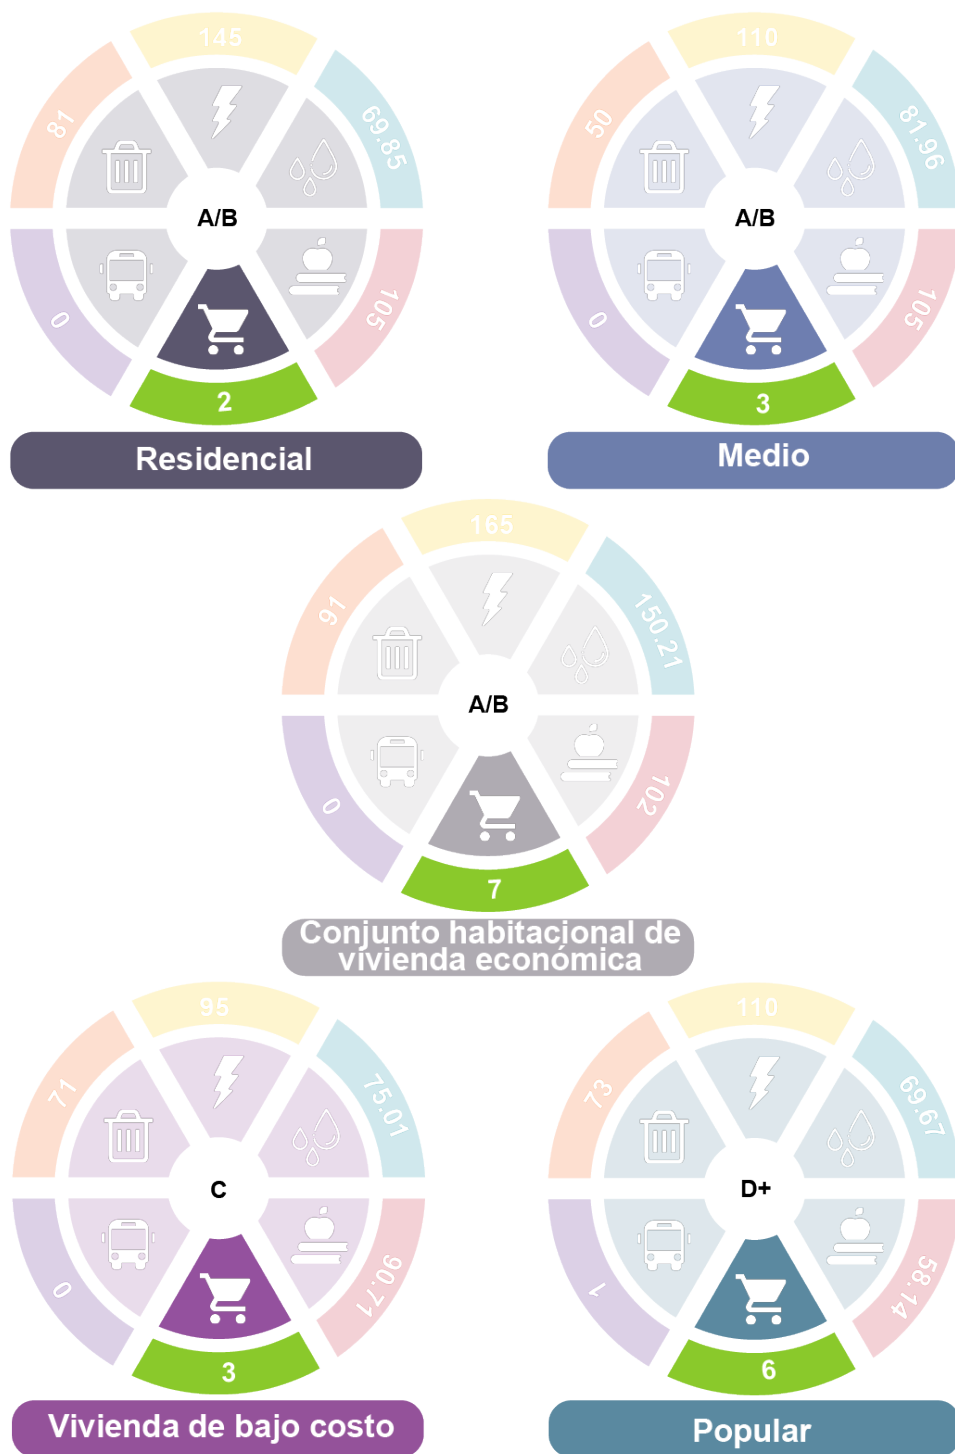 145
81
69.85
A/B
0
105
2
Residencial
110
50
81.96
A/B
0
105
3
Medio
165
91
150.21
A/B
0
102
7
Conjunto habitacional de
vivienda económica
95
71
75.01
C
0
90.71
3
Vivienda de bajo costo
110
73
69.67
D+
1
58.14
6
Popular